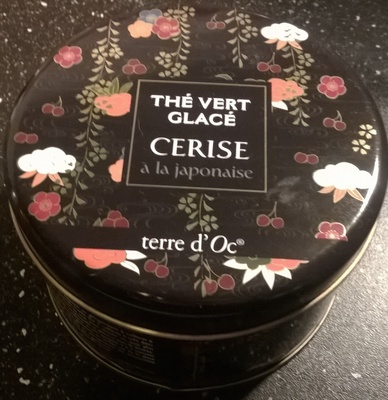 THÉ VERT
GLACÉ
CERISE
à la japonaise
terre d'Oc®